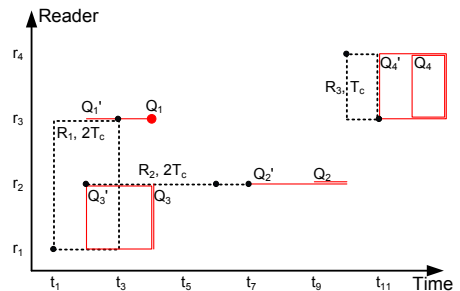 Reader
r4
Q4' Q4
R3, Tc
Q1' Q1
r3
R1, 2Tc
R2, 2Tc
Q2' Q2
r2
Q3' Q3
r1
t1 t3 t5 t7 t9 t11 Time